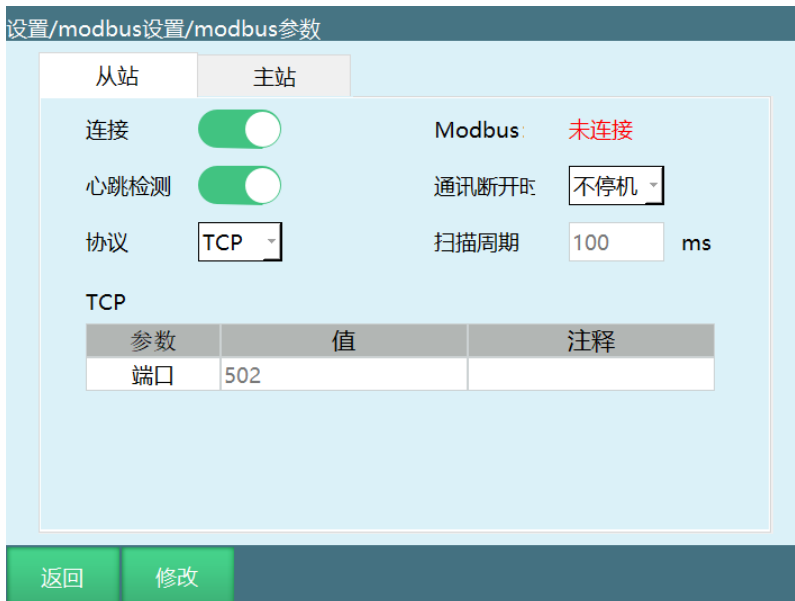 设置/modbus设置/modbus参数
从站 主站
连接 Modbus: 未连接
心跳检测 通讯断开时 不停机
协议 TCP 扫描周期 100 ms
TCP
参数 值 注释
端口 502
返回 修改